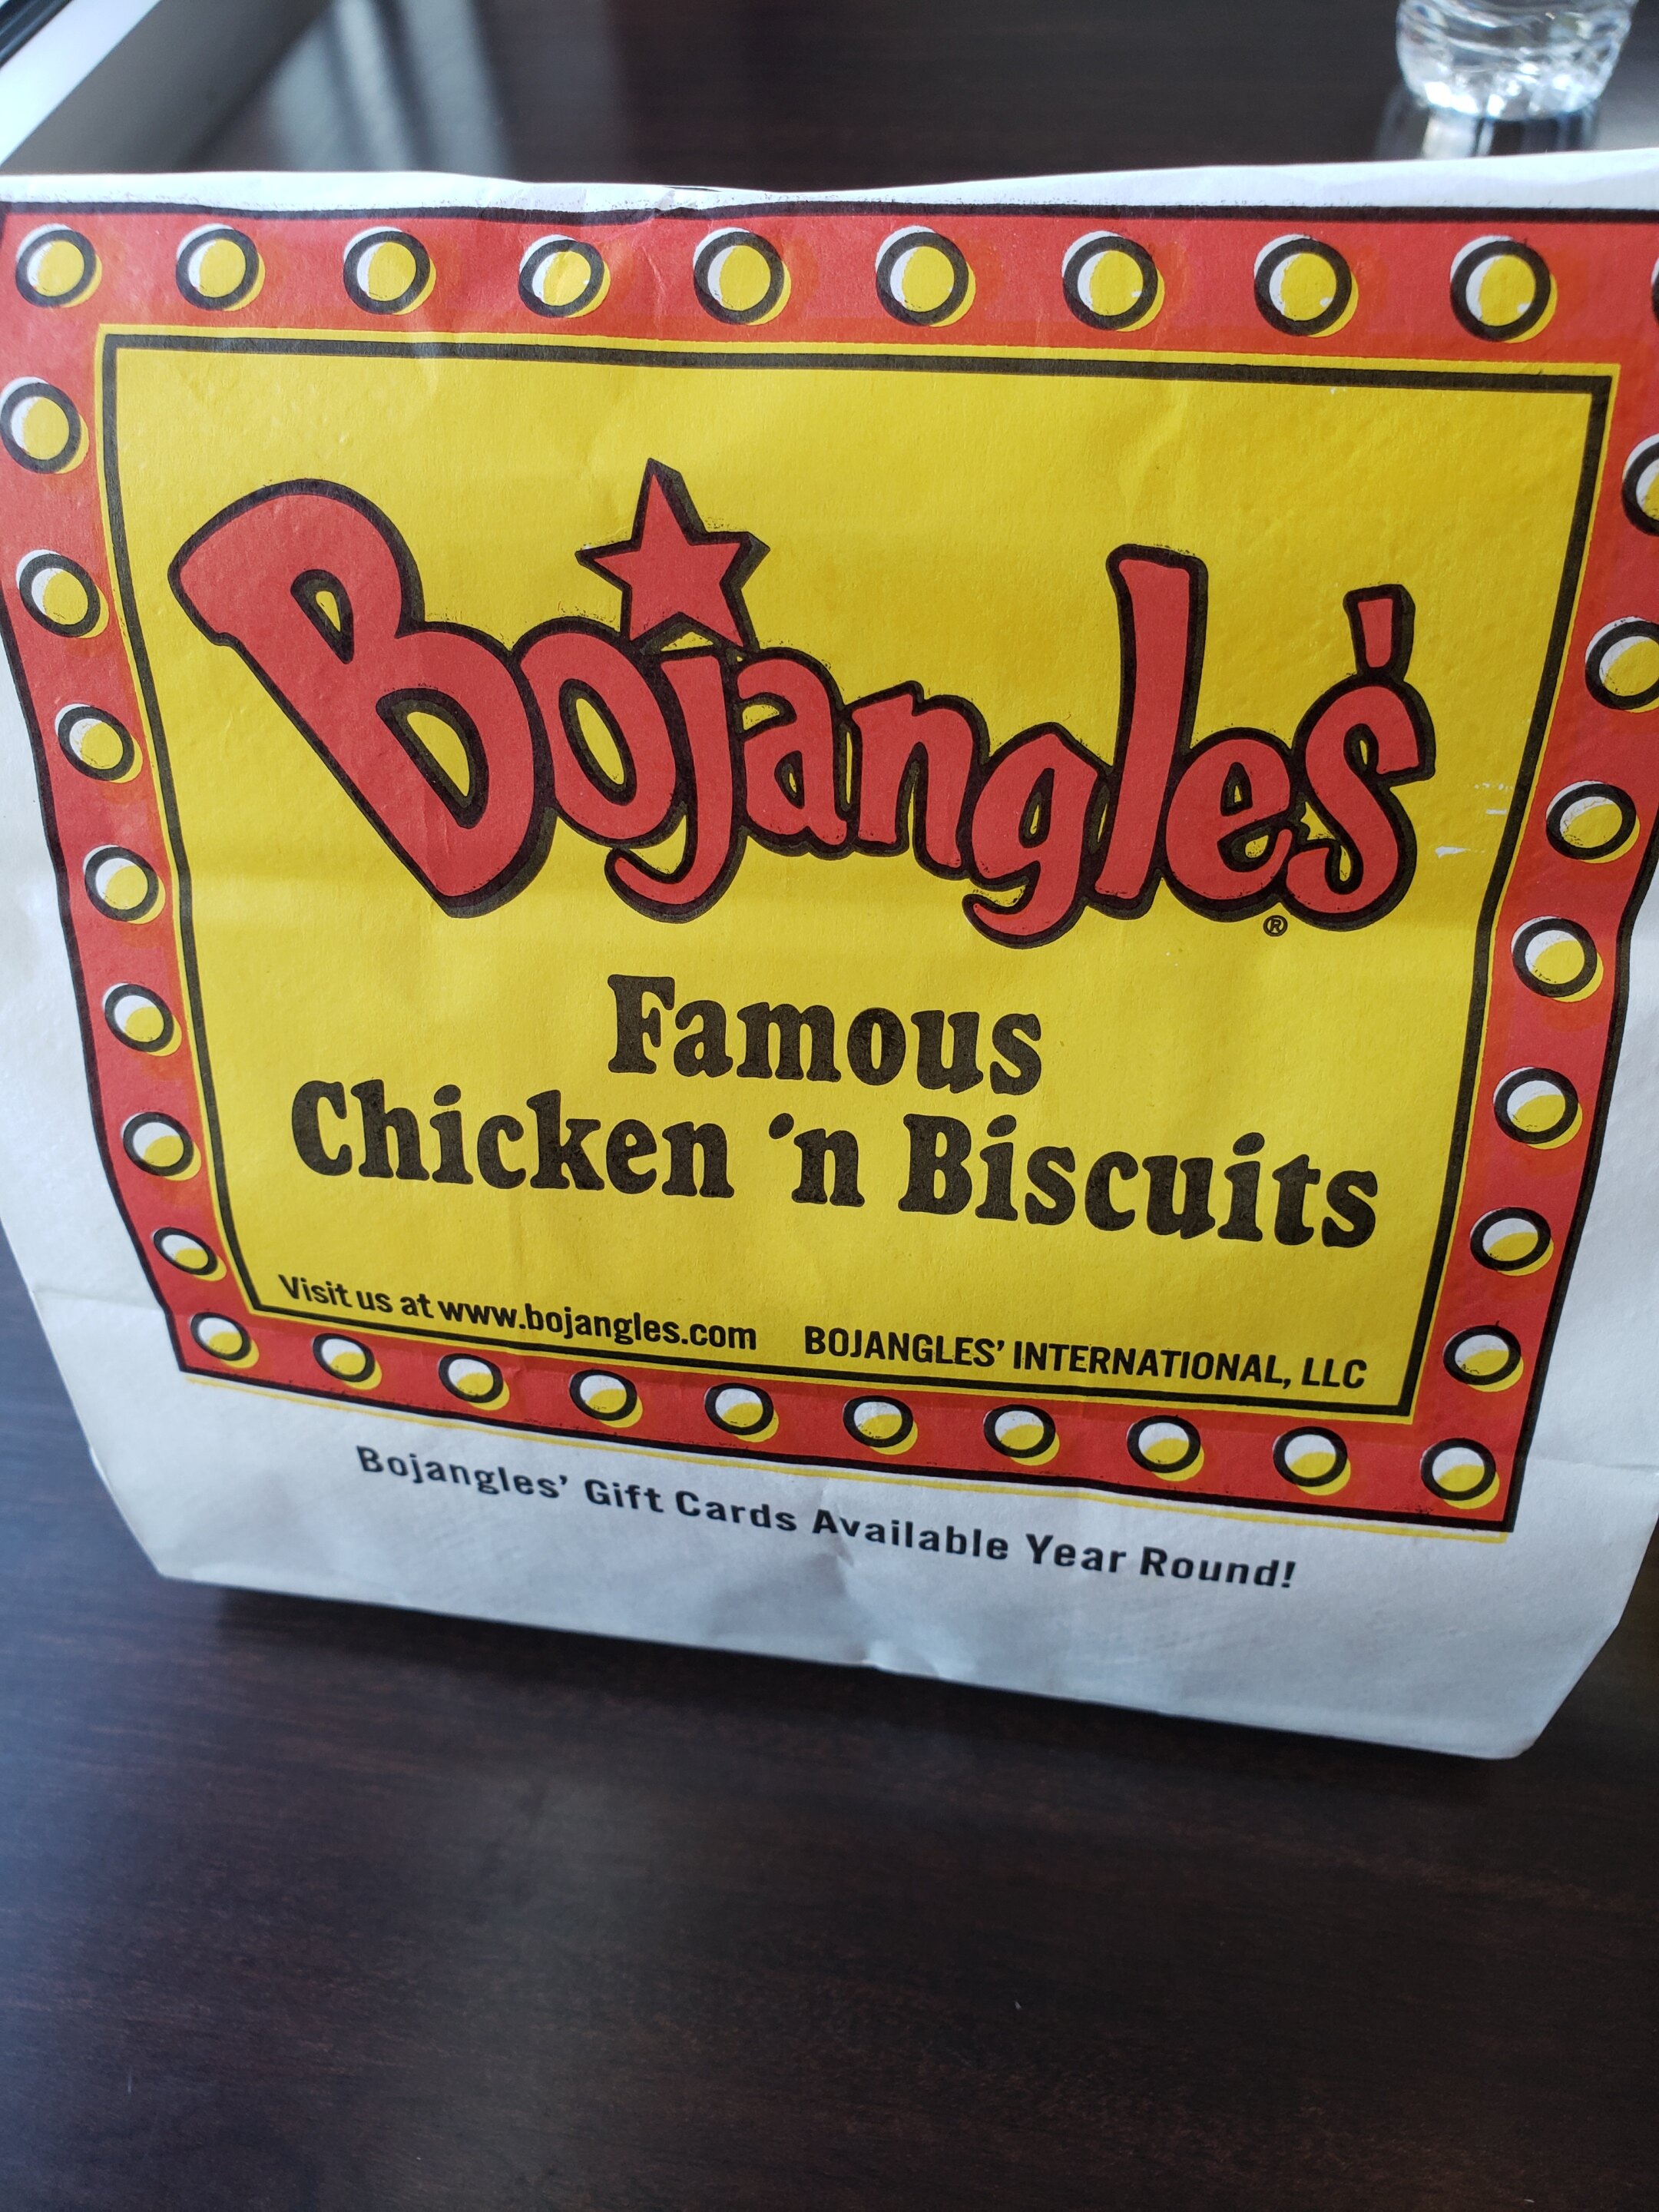 Bojangles'
®
Famous
Chicken 'n Biscuits
Visit us at www.bojangles.com BOJANGLES' INTERNATIONAL, LLC
Bojangles' Gift Cards Available Year Round!